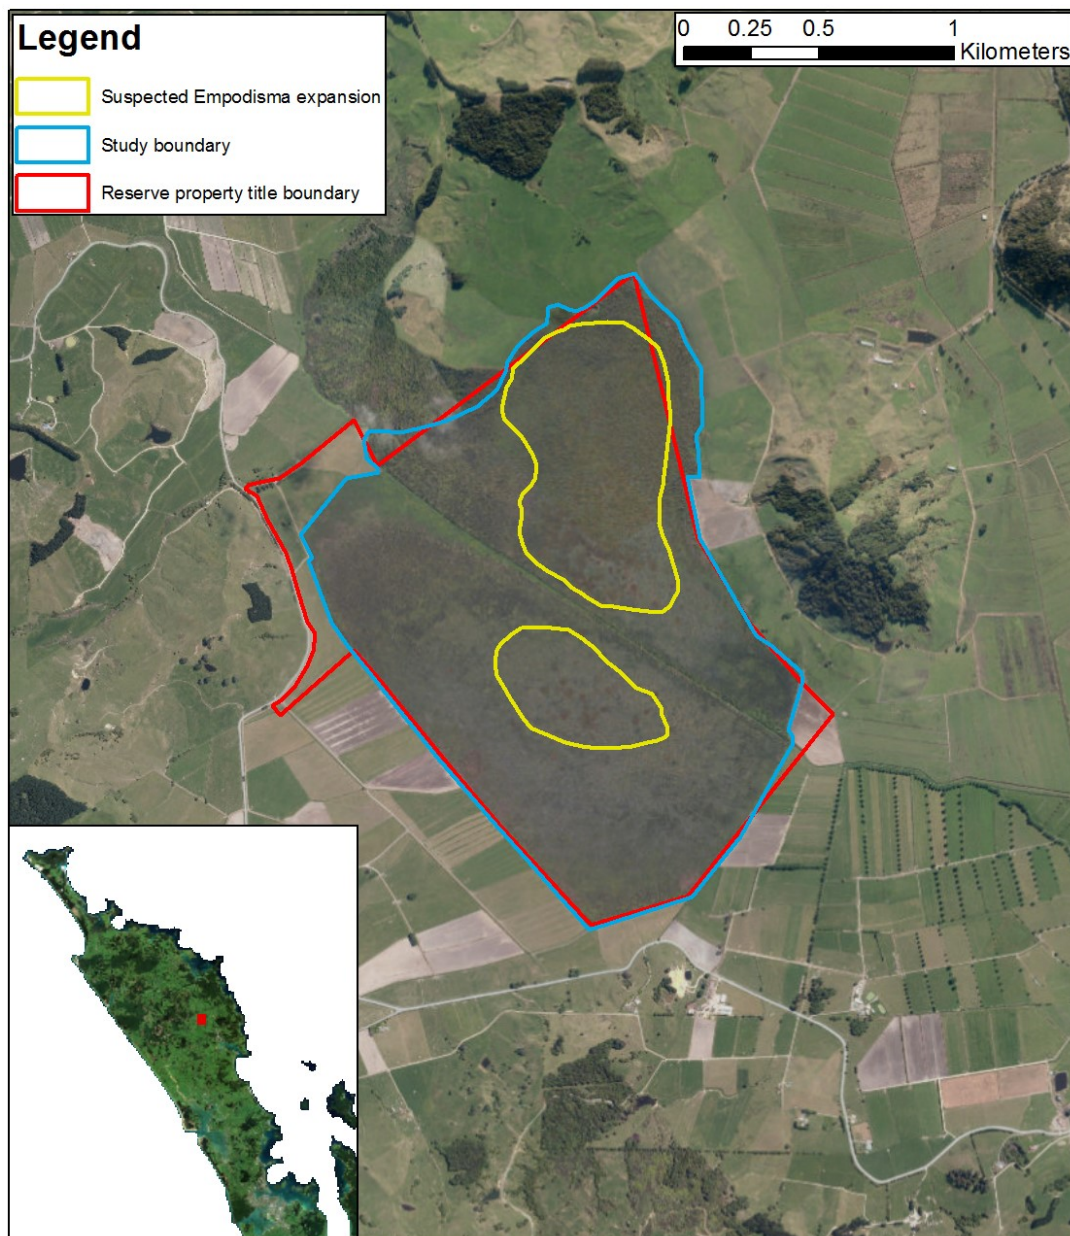 Legend
Suspected Empodisma expansion
Study boundary
Reserve property title boundary
0 0.25 0.5 1
Kilometers